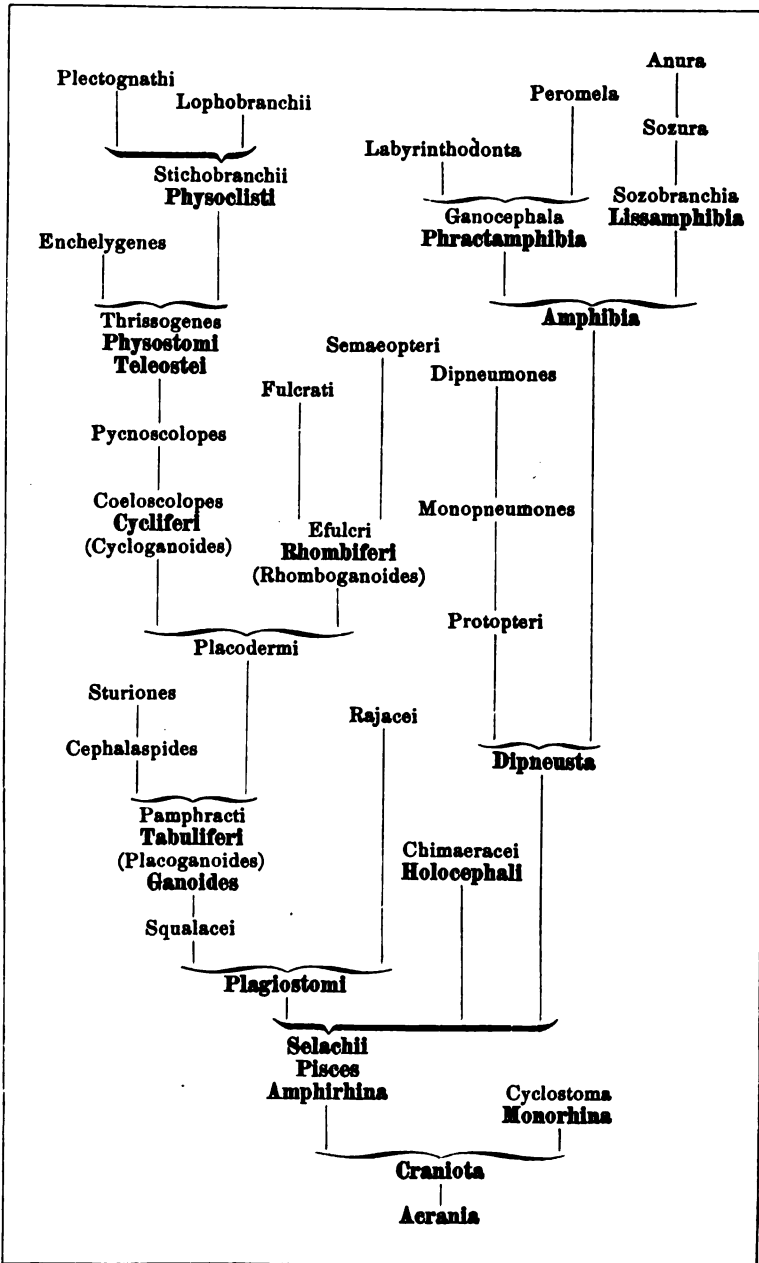 Anura
Plectognathi
Lophobranchii
Peromela
Sozura
Labyrinthodonta
Stichobranchii
Physoclisti
Ganocephala
Phractamphibia
Sozobranchia
Lissamphibia
Enchelygenes
Thrissogenes
Physostomi
Teleostei
Amphibia
Semaeopteri
Fulcrati
Dipneumones
Pycnoscolopes
Coeloscolopes
Cycliferi
(Cycloganoides)
Efulcri
Rhombiferi
(Rhomboganoides)
Monopneumones
Protopteri
Placodermi
Sturiones
Rajacei
Cephalaspides
Dipneusta
Pamphracti
Tabuliferi
(Placoganoides)
Ganoides
Chimaeracei
Holocephali
Squalacei
Plagiostomi
Selachii
Pisces
Amphirhina
Cyclostoma
Monorhina
Craniota
Acrania